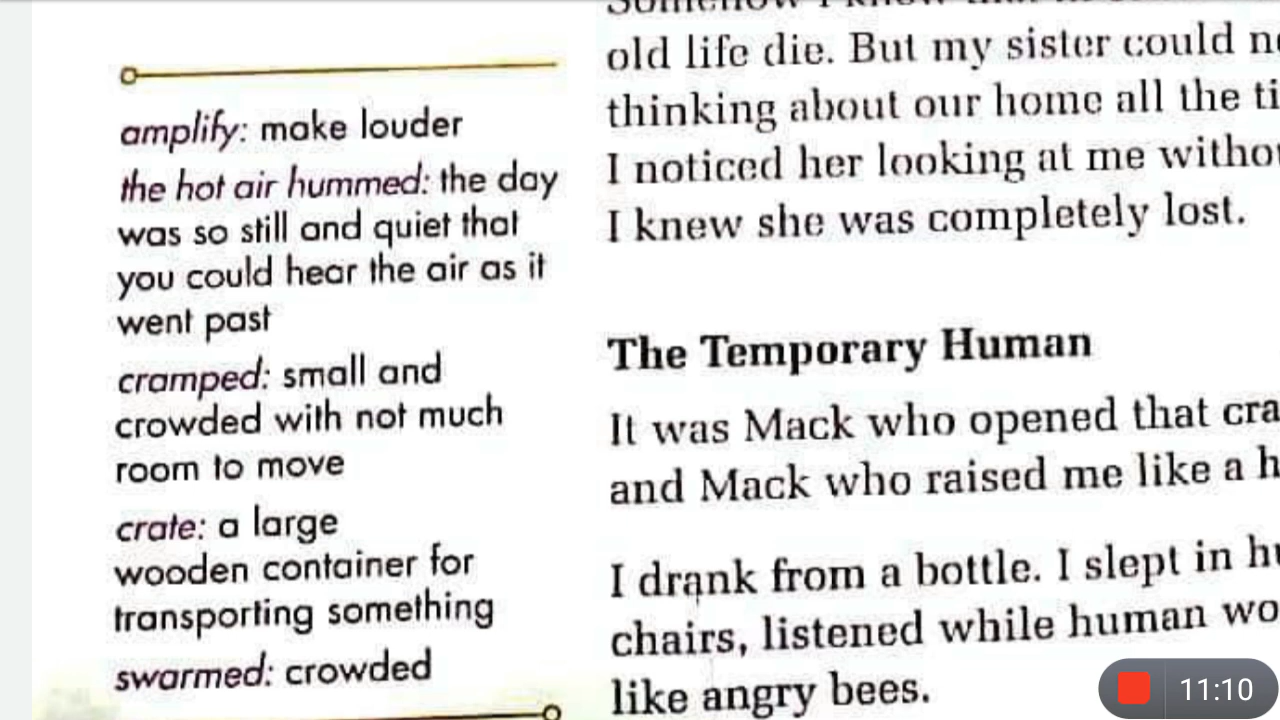 amplify: make louder
the hot air hummed: the day
was so still and quiet that
you could hear the air as it
went past
cramped: small and
crowded with not much
room to move
crate: a large
wooden container for
transporting something
swarmed: crowded
old life die. But my sister could
thinking about our home all the
I noticed her looking at me
I knew she was completely lost.
The Temporary Human
It was Mack who opened that
and Mack who raised me like a
I drank from a bottle. I slept in
chairs, listened while human
like angry bees.
11:10